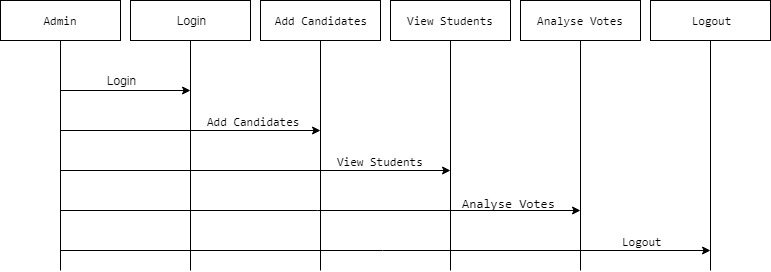 Admin
Login
Add Candidates
View Students
Analyse Votes
Logout
Login
Add Candidates
View Students
Analyse Votes
Logout